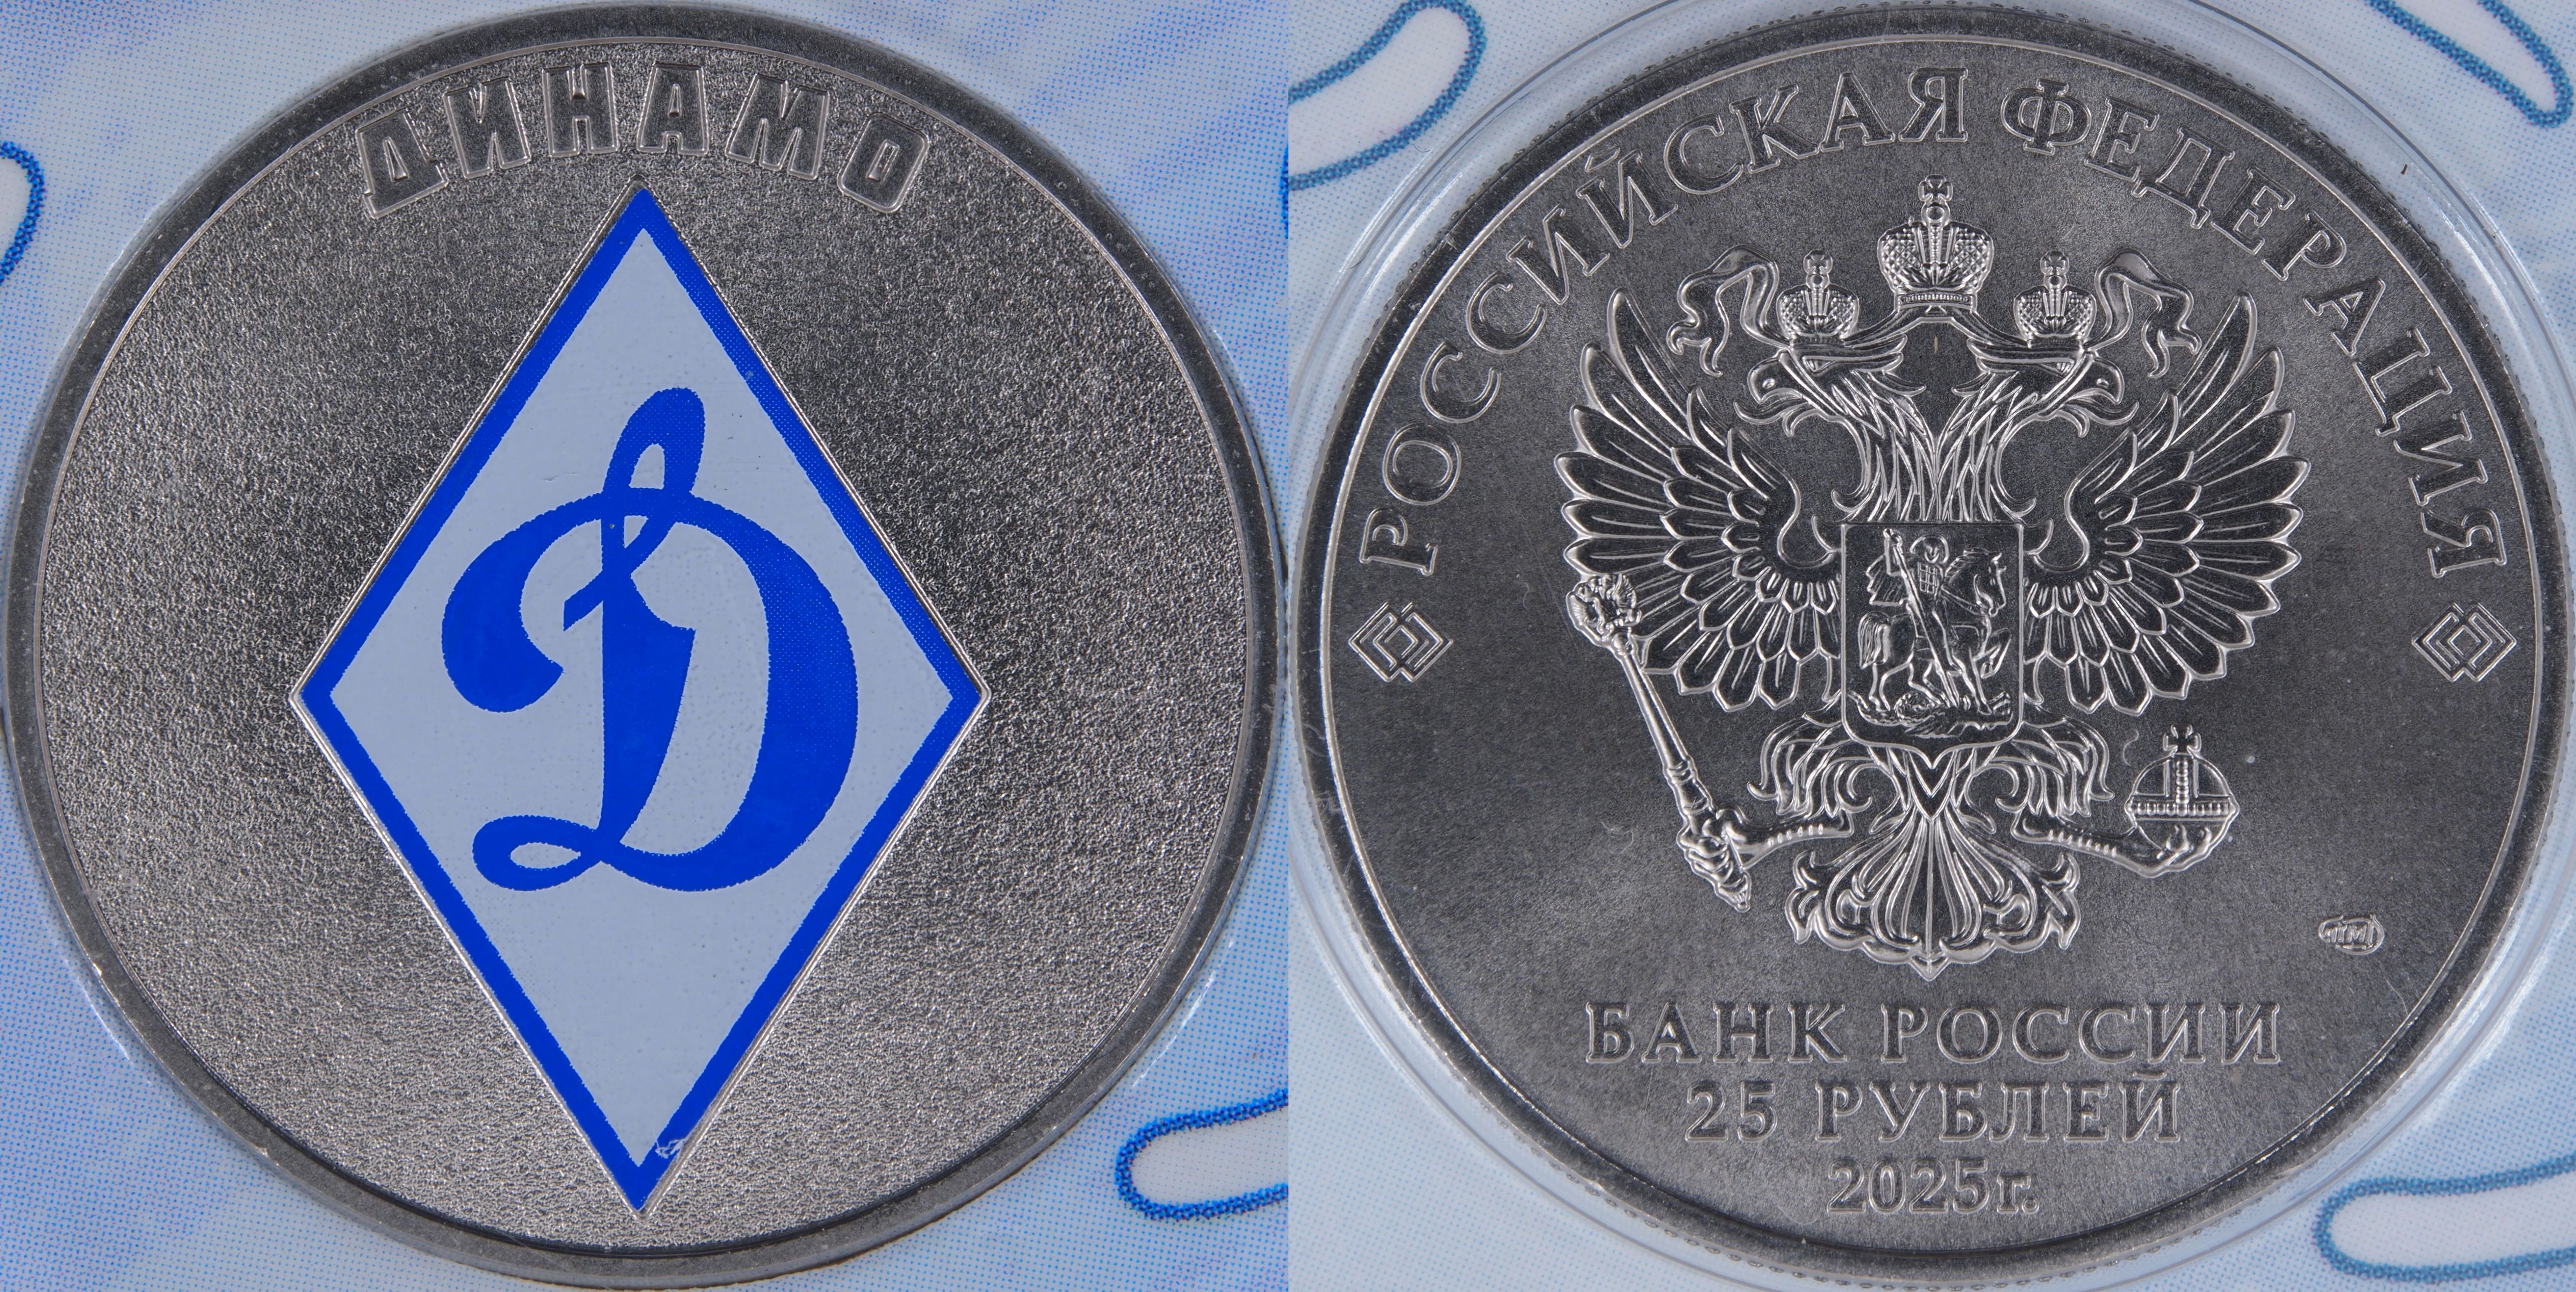 ДИНАМО
Д
РОССИЙСКАЯ ФЕДЕРАЦИЯ
БАНК РОССИИ
25 РУБЛЕЙ
2025г.